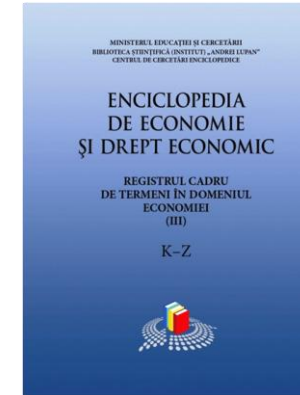 MINISTERUL EDUCAȚIEI ȘI CERCETĂRII
BIBLIOTECA ȘTIINȚIFICĂ (INSTITUT) „ANDREI LUPAN”
CENTRUL DE CERCETĂRI ENCICLOPEDICE
ENCICLOPEDIA
DE ECONOMIE
ŞI DREPT ECONOMIC
REGISTRUL CADRU
DE TERMENI ÎN DOMENIUL
ECONOMIEI
(III)
K–Z